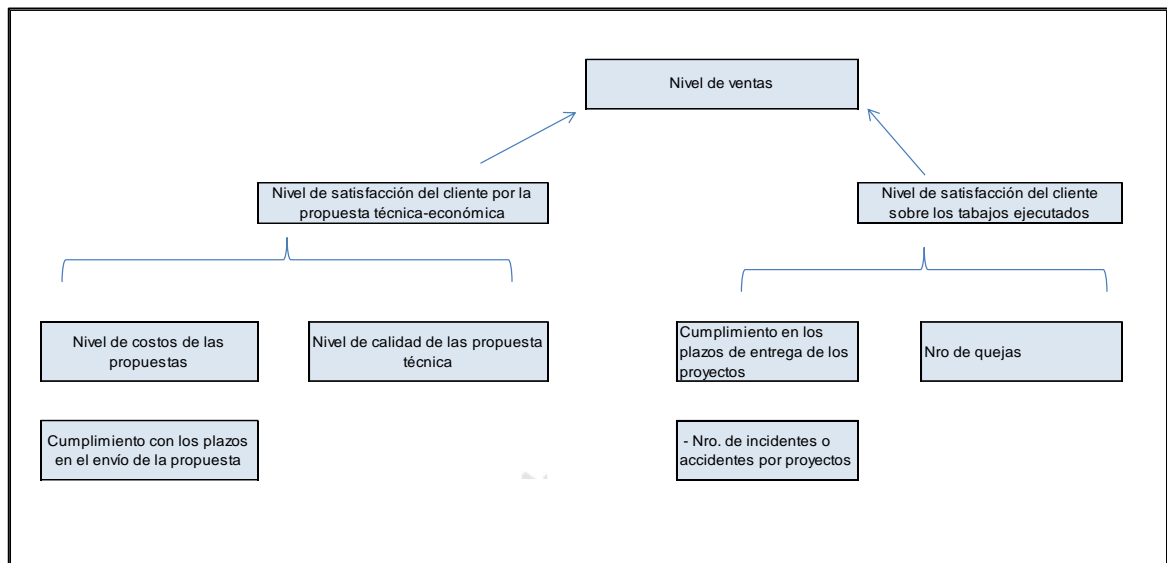 Nivel de ventas
Nivel de satisfacción del cliente por la
propuesta técnica-económica
Nivel de satisfacción del cliente
sobre los tabajos ejecutados
Nivel de costos de las
propuestas
Nivel de calidad de las propuesta
técnica
Cumplimiento en los
plazos de entrega de los
proyectos
Nro de quejas
Cumplimiento con los plazos
en el envío de la propuesta
- Nro. de incidentes o
accidentes por proyectos